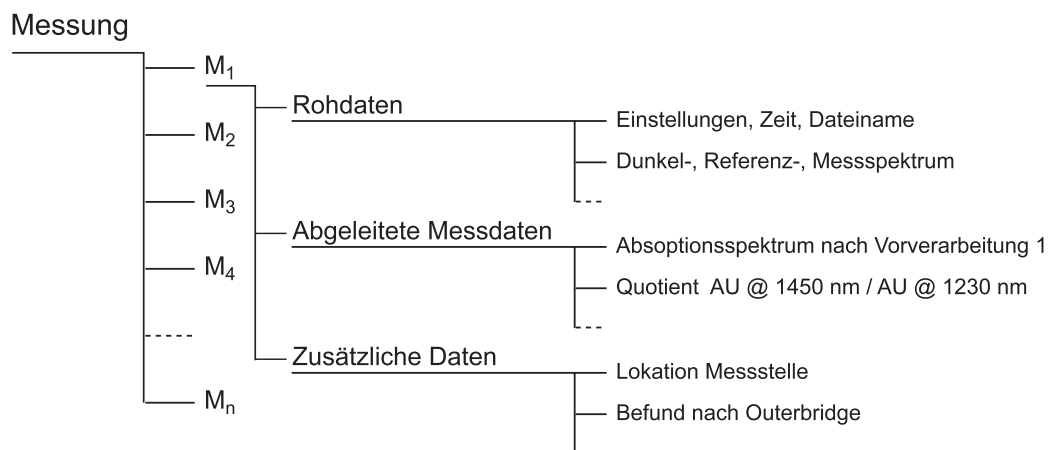 Messung
M1
Rohdaten
Einstellungen, Zeit, Dateiname
M2
Dunkel-, Referenz-, Messspektrum
M3
Abgeleitete Messdaten
Absoptionsspektrum nach Vorverarbeitung 1
M4
Quotient AU @ 1450 nm / AU @ 1230 nm
Zusätzliche Daten
Lokation Messstelle
Mn
Befund nach Outerbridge